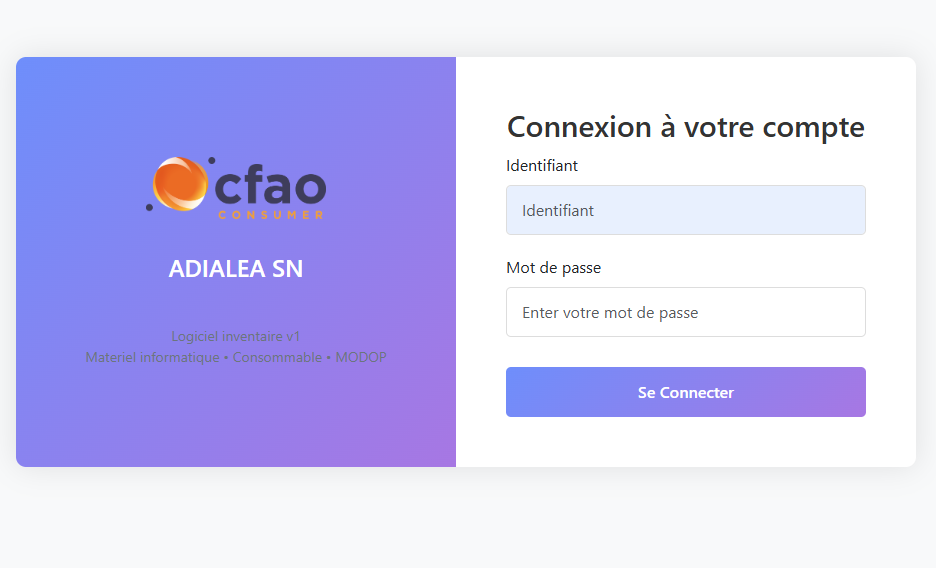 cfao
CONSUMER
ADIALEA SN
Logiciel inventaire v1
Materiel informatique • Consommable • MODOP
Connexion à votre compte
Identifiant
Identifiant
Mot de passe
Enter votre mot de passe
Se Connecter